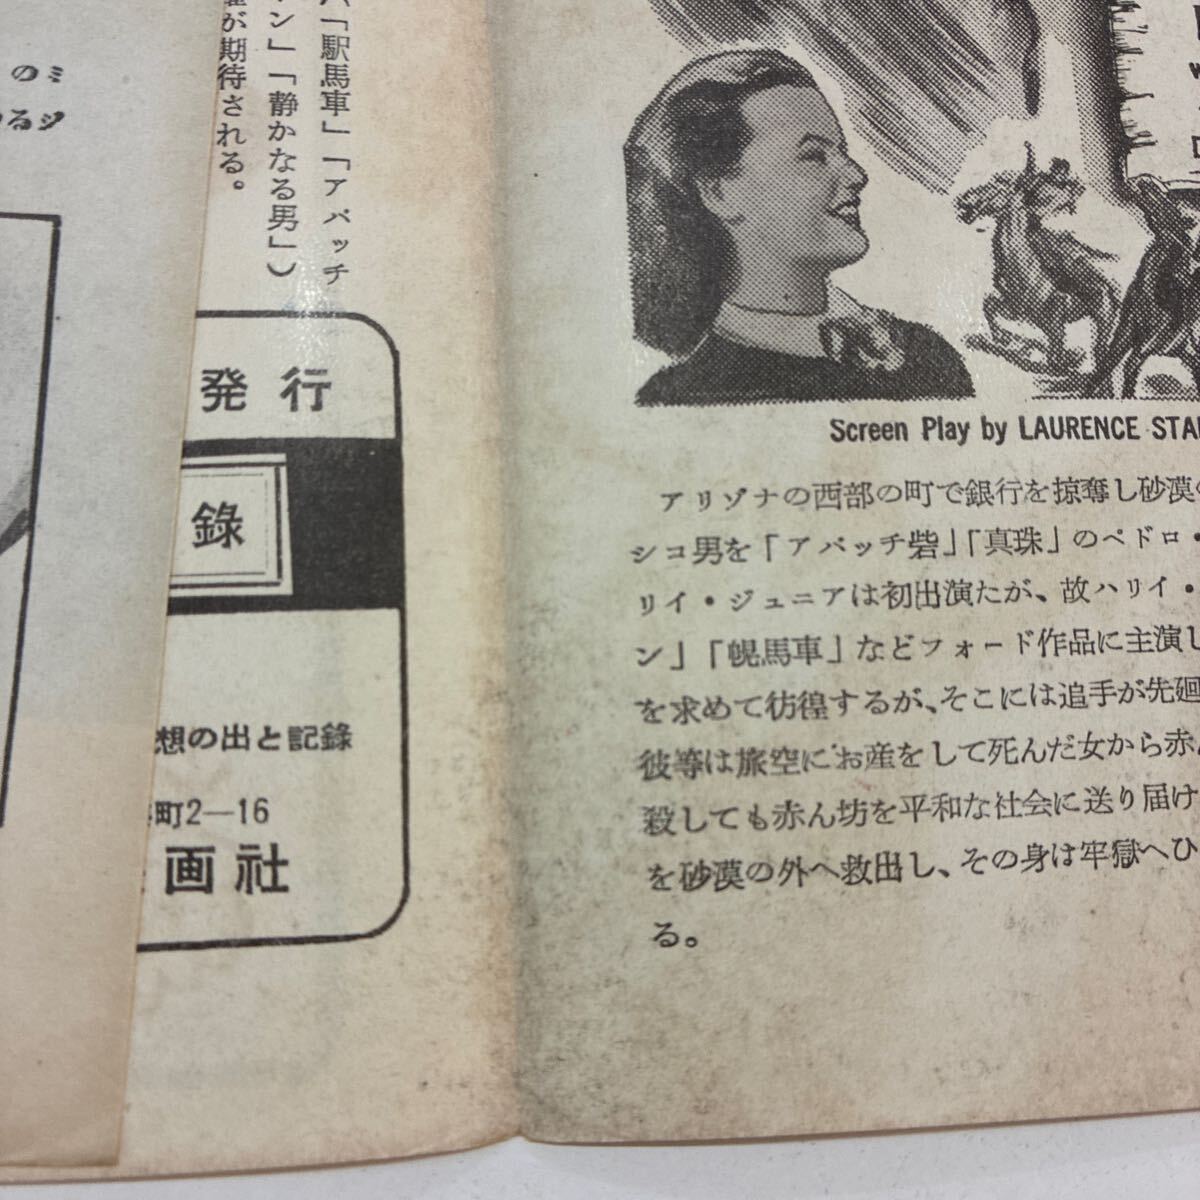 のミ
るジ
「駅馬車」「アパッチ
ン」「静かなる男」）
が期待される。
発行
録
想の出と記録
町2—16
画社
Screen Play by LAURENCE STA
アリゾナの西部の町で銀行を掠奪し砂漠
シコ男を「アパッチ砦」「真珠」のペドロ・
リイ・ジュニアは初出演たが、故ハリイ・
ン」「幌馬車」などフォード作品に主演し
を求めて彷徨するが、そこには追手が先廻
彼等は旅空にお産をして死んだ女から赤
殺しても赤ん坊を平和な社会に送り届け
を砂漠の外へ救出し、その身は牢獄へひ
る。